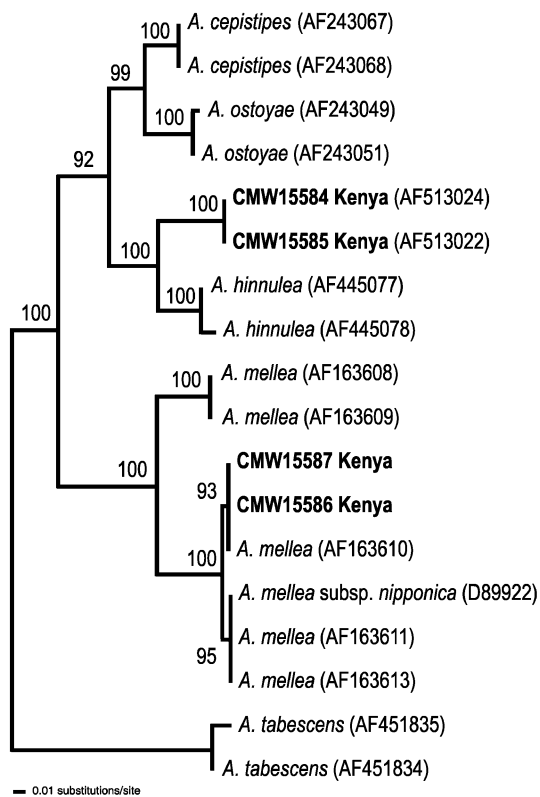 100
A. cepistipes (AF243067)
A. cepistipes (AF243068)
99
100
A. ostoyae (AF243049)
A. ostoyae (AF243051)
92
100
CMW15584 Kenya (AF513024)
CMW15585 Kenya (AF513022)
100
100
A. hinnulea (AF445077)
A. hinnulea (AF445078)
100
100
A. mellea (AF163608)
A. mellea (AF163609)
100
93
CMW15587 Kenya
CMW15586 Kenya
A. mellea (AF163610)
100
A. mellea subsp. nipponica (D89922)
A. mellea (AF163611)
95
A. mellea (AF163613)
A. tabescens (AF451835)
A. tabescens (AF451834)
0.01 substitutions/site